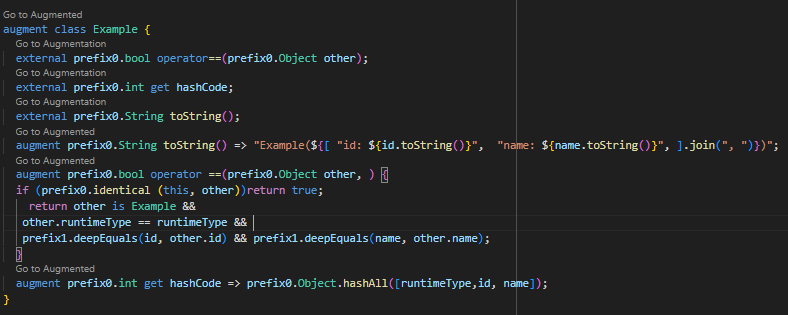 Go to Augmented
augment class Example {
Go to Augmentation
external prefix0.bool operator==(prefix0.Object other);
Go to Augmentation
external prefix0.int get hashCode;
Go to Augmentation
external prefix0.String toString();
Go to Augmented
augment prefix0.String toString() => "Example(${[ "id: ${id.toString()}",  "name: ${name.toString()}", ].join(", ")})";
Go to Augmented
augment prefix0.bool operator ==(prefix0.Object other, ) {
if (prefix0.identical (this, other))return true;
return other is Example &&
other.runtimeType == runtimeType &&
prefix1.deepEquals(id, other.id) && prefix1.deepEquals(name, other.name);
}
Go to Augmented
augment prefix0.int get hashCode => prefix0.Object.hashAll([runtimeType,id, name]);
}